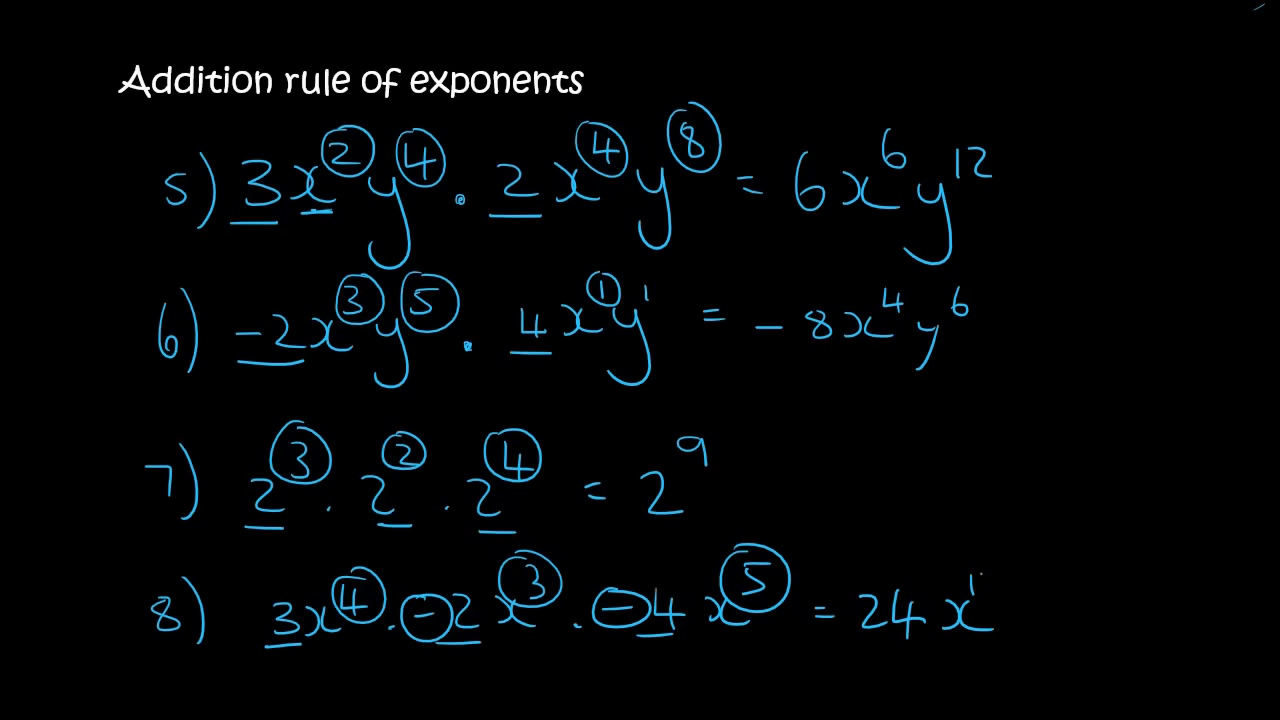 Addition rule of exponents
5) 3x²y⁴ · 2x⁴y⁸ = 6x⁶y¹²
6) -2x³y⁵ · 4x¹y¹ = -8x⁴y⁶
7) 2³ · 2² · 2⁴ = 2⁹
8) 3x⁴ · -2x³ · -4x⁵ = 24x¹